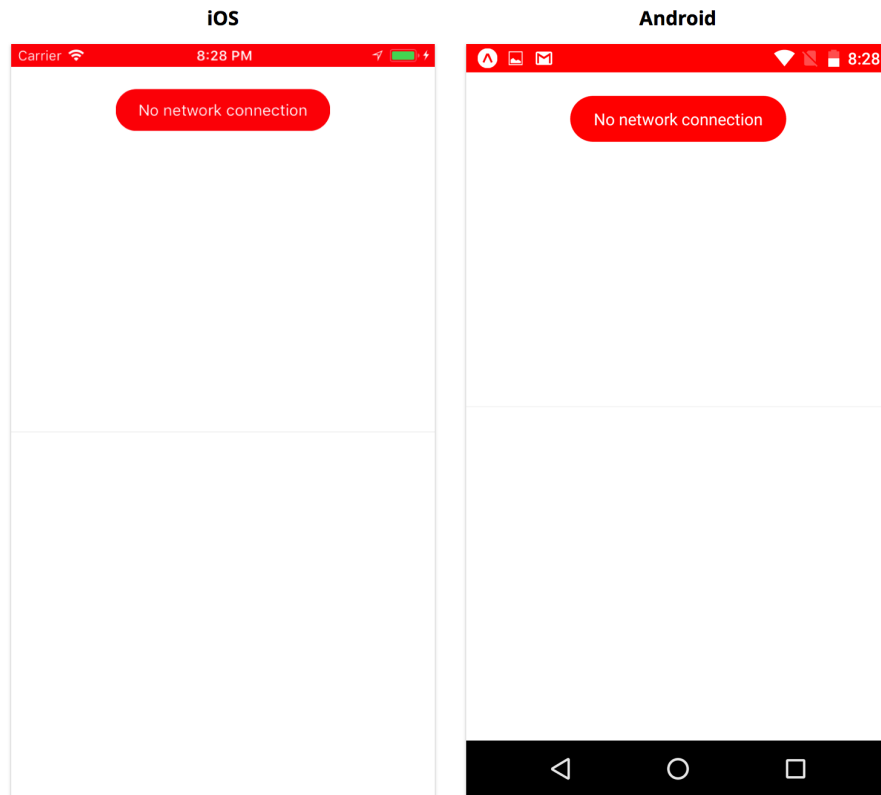 iOS
Android
Carrier 8:28 PM
8:28
No network connection
No network connection